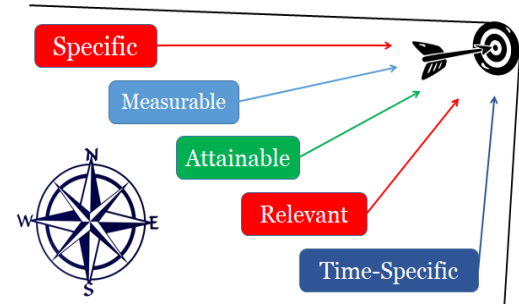 Specific
Measurable
Attainable
Relevant
Time-Specific
N
W
E
S